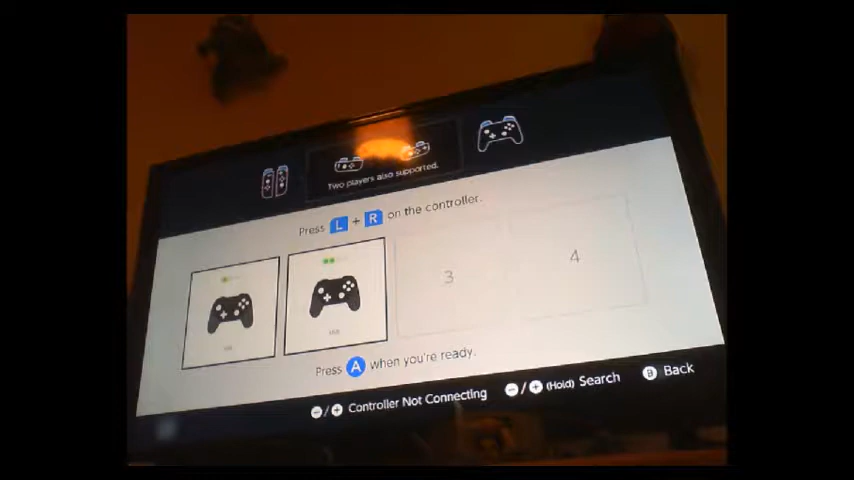 Two players also supported.
Press L + R on the controller.
3
4
Press A when you're ready.
-/+ Controller Not Connecting -/+ (Hold) Search B Back